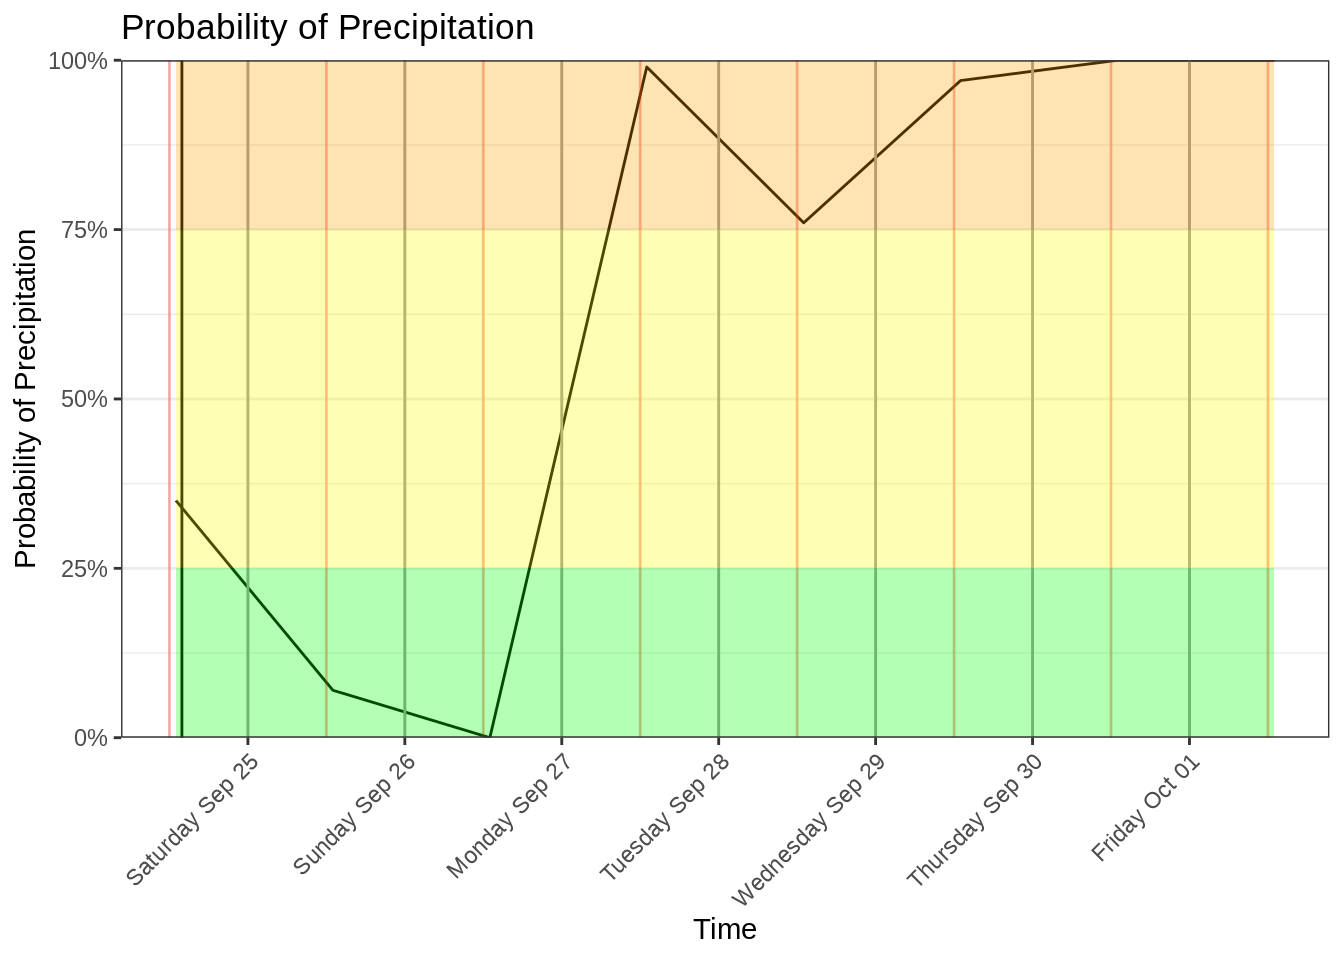 Probability of Precipitation
Probability of Precipitation
100%
75%
50%
25%
0%
Saturday Sep 25
Sunday Sep 26
Monday Sep 27
Tuesday Sep 28
Wednesday Sep 29
Thursday Sep 30
Friday Oct 01
Time